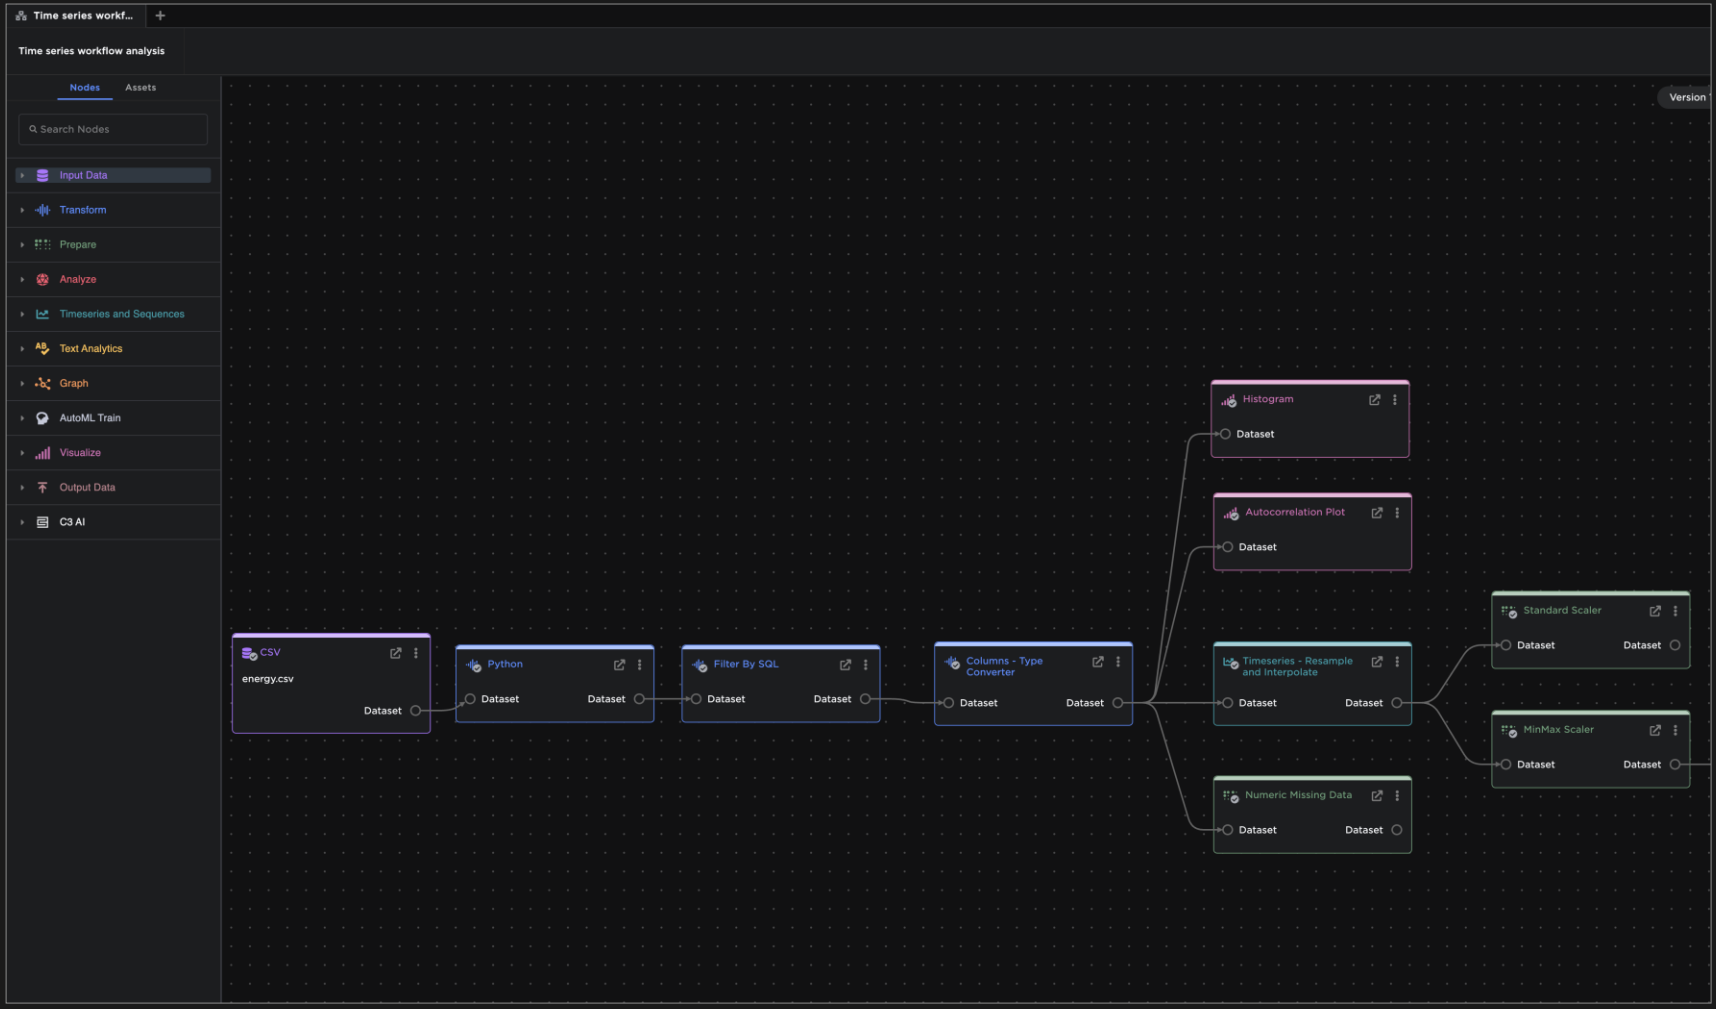 Time series workf...
Time series workflow analysis
Nodes Assets
Version
Search Nodes
Input Data
Transform
Prepare
Analyze
Timeseries and Sequences
Text Analytics
Graph
AutoML Train
Visualize
Output Data
C3 AI
CSV
energy.csv
Dataset
Python
Dataset Dataset
Filter By SQL
Dataset Dataset
Columns - Type
Converter
Dataset Dataset
Histogram
Dataset
Autocorrelation Plot
Dataset
Timeseries - Resample
and Interpolate
Dataset Dataset
Numeric Missing Data
Dataset Dataset
Standard Scaler
Dataset Dataset
MinMax Scaler
Dataset Dataset